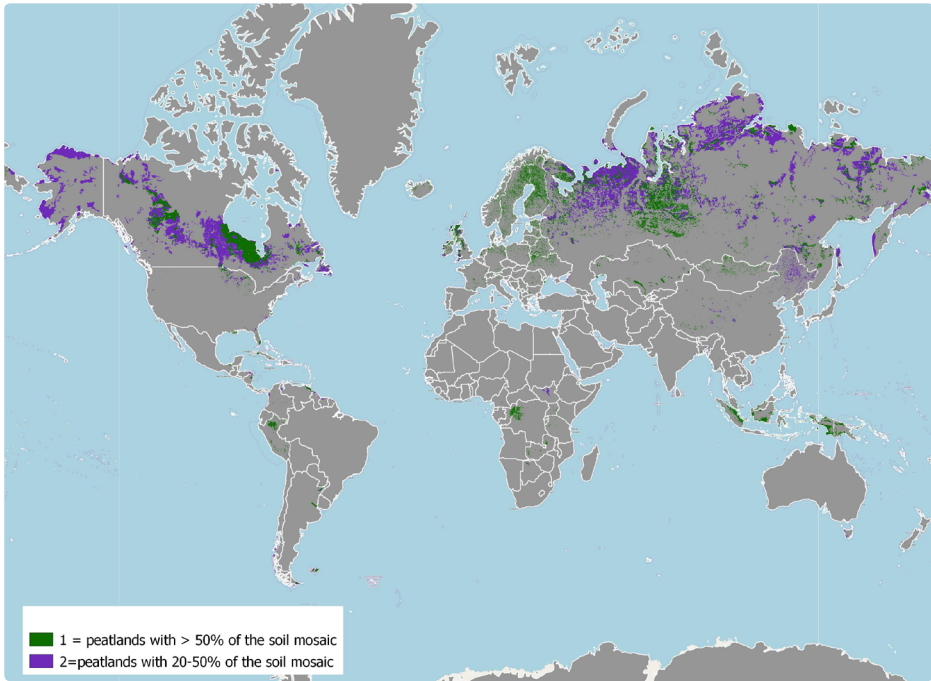 1 = peatlands with > 50% of the soil mosaic
2=peatlands with 20-50% of the soil mosaic